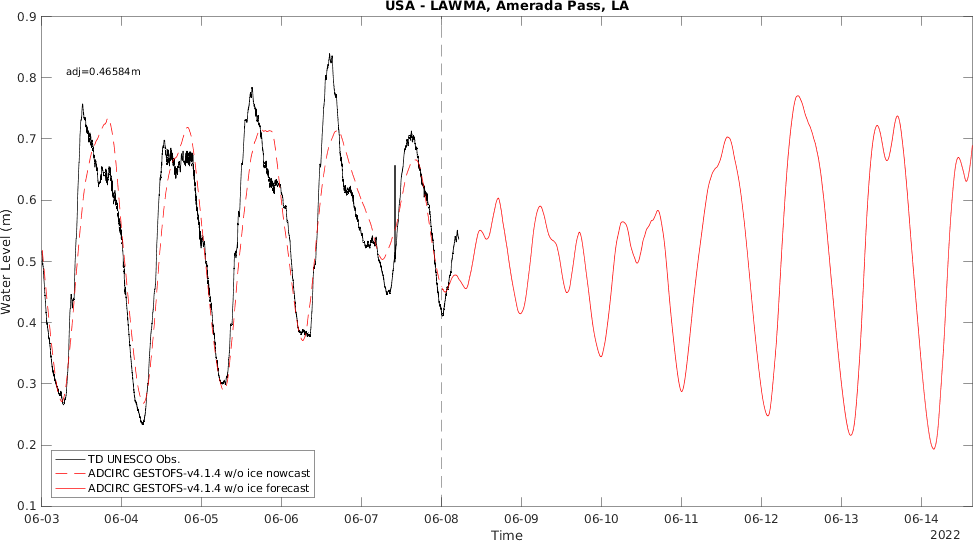 USA - LAWMA, Amerada Pass, LA
0.9
0.8
0.7
0.6
0.5
0.4
0.3
0.2
0.1
Water Level (m)
adj=0.46584m
TD UNESCO Obs.
ADCIRC GESTOFS-v4.1.4 w/o ice nowcast
ADCIRC GESTOFS-v4.1.4 w/o ice forecast
06-03 06-04 06-05 06-06 06-07 06-08 06-09 06-10 06-11 06-12 06-13 06-14
Time
2022